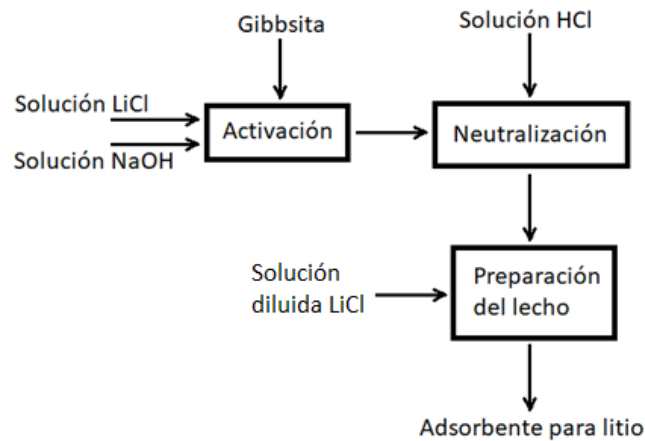 Gibbsita
Solución HCl
Solución LiCl
Solución NaOH
Activación
Neutralización
Solución
diluida LiCl
Preparación
del lecho
Adsorbente para litio